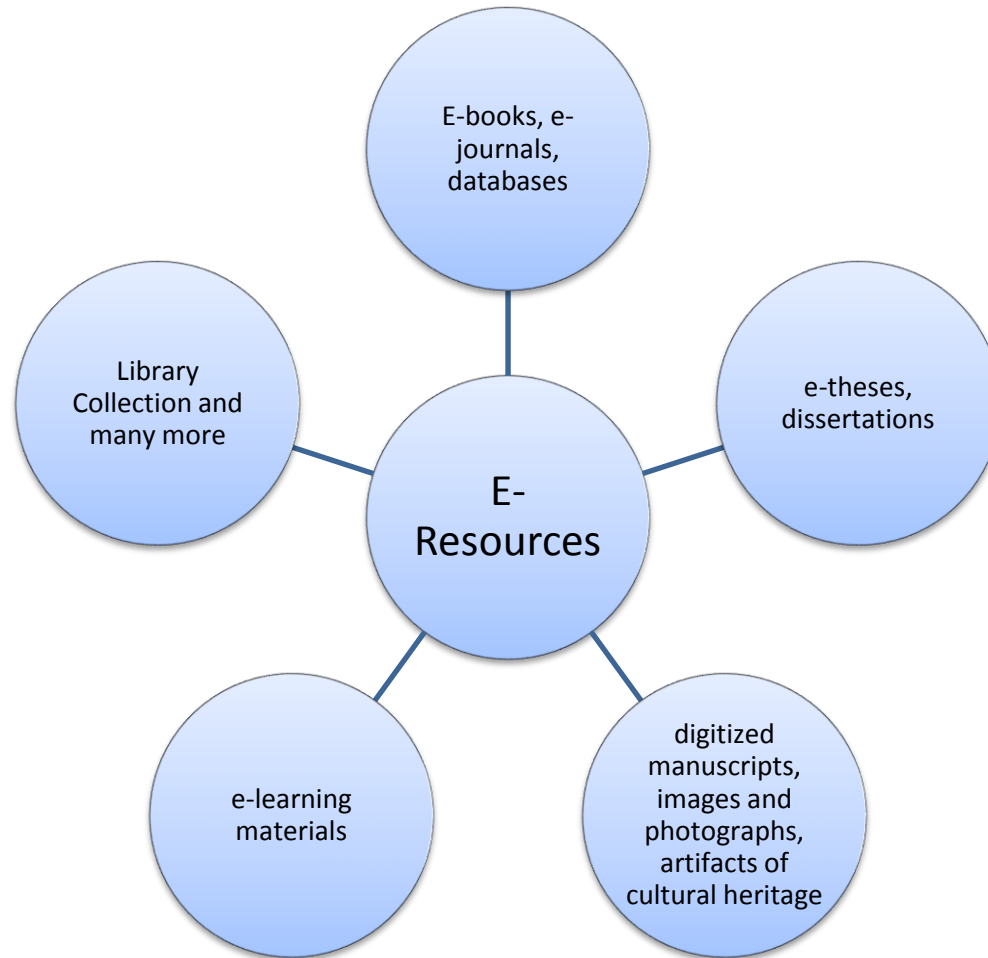 E-books, e-
journals,
databases
e-theses,
dissertations
digitized
manuscripts,
images and
photographs,
artifacts of
cultural heritage
e-learning
materials
Library
Collection and
many more
E-
Resources